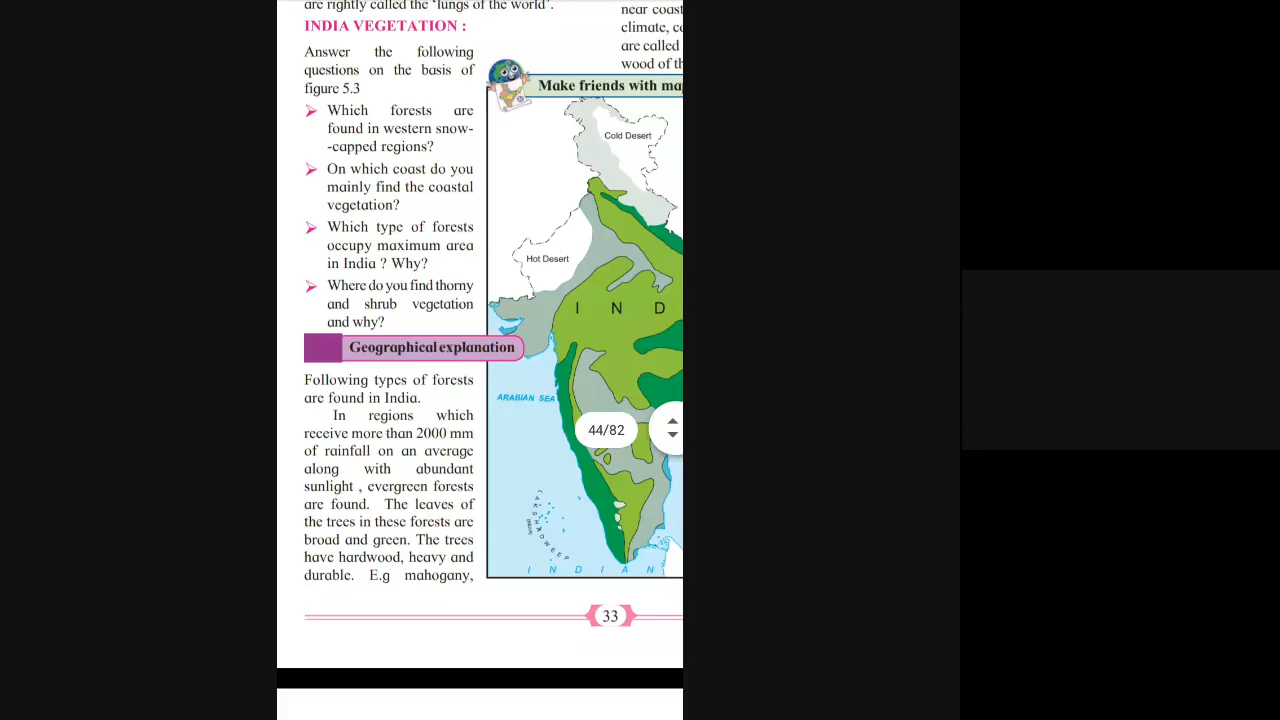 are rightly called the 'lungs of the world'.
INDIA VEGETATION :
Answer the following
questions on the basis of
figure 5.3
Which forests are
found in western snow-
-capped regions?
On which coast do you
mainly find the coastal
vegetation?
Which type of forests
occupy maximum area
in India ? Why?
Where do you find thorny
and shrub vegetation
and why?
Geographical explanation
Following types of forests
are found in India.
In regions which
receive more than 2000 mm
of rainfall on an average
along with abundant
sunlight , evergreen forests
are found. The leaves of
the trees in these forests are
broad and green. The trees
have hardwood, heavy and
durable. E.g mahogany,
near coast
climate, co
are called
wood of th
Make friends with ma
Cold Desert
Hot Desert
I N D
ARABIAN SEA
44/82
LAKSHADWEEP
I N D I A N
33